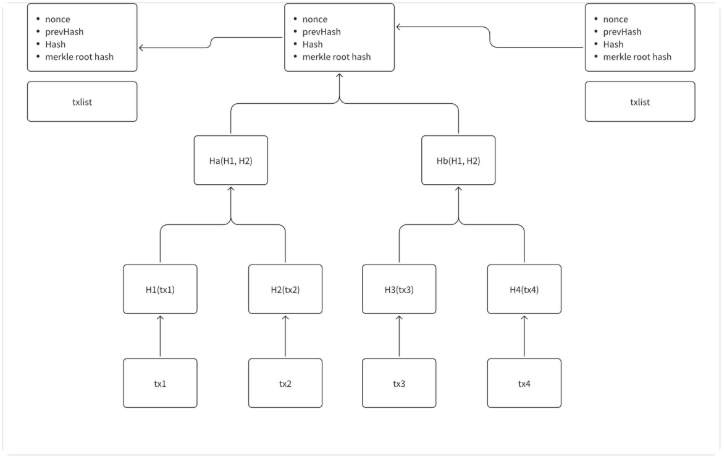 • nonce
• prevHash
• Hash
• merkle root hash
txlist
• nonce
• prevHash
• Hash
• merkle root hash
• nonce
• prevHash
• Hash
• merkle root hash
txlist
Ha(H1, H2)
Hb(H1, H2)
H1(tx1)
H2(tx2)
H3(tx3)
H4(tx4)
tx1
tx2
tx3
tx4